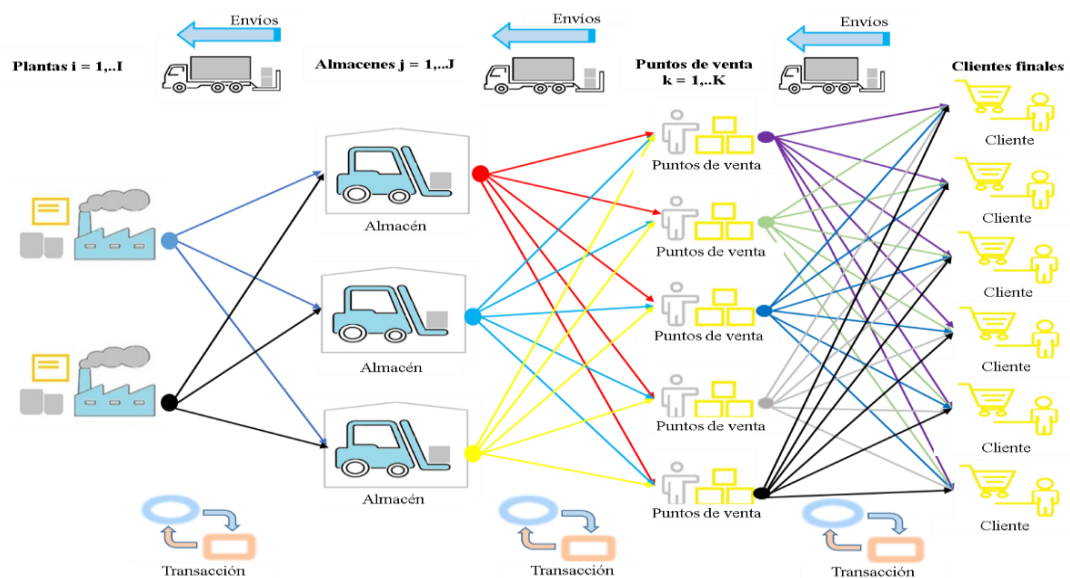 Envíos
Envíos
Envíos
Plantas i = 1,..I
Almacenes j = 1,..J
Puntos de venta
k = 1,..K
Clientes finales
Cliente
Puntos de venta
Cliente
Almacén
Puntos de venta
Cliente
Puntos de venta
Cliente
Almacén
Puntos de venta
Cliente
Almacén
Puntos de venta
Cliente
Transacción
Transacción
Transacción